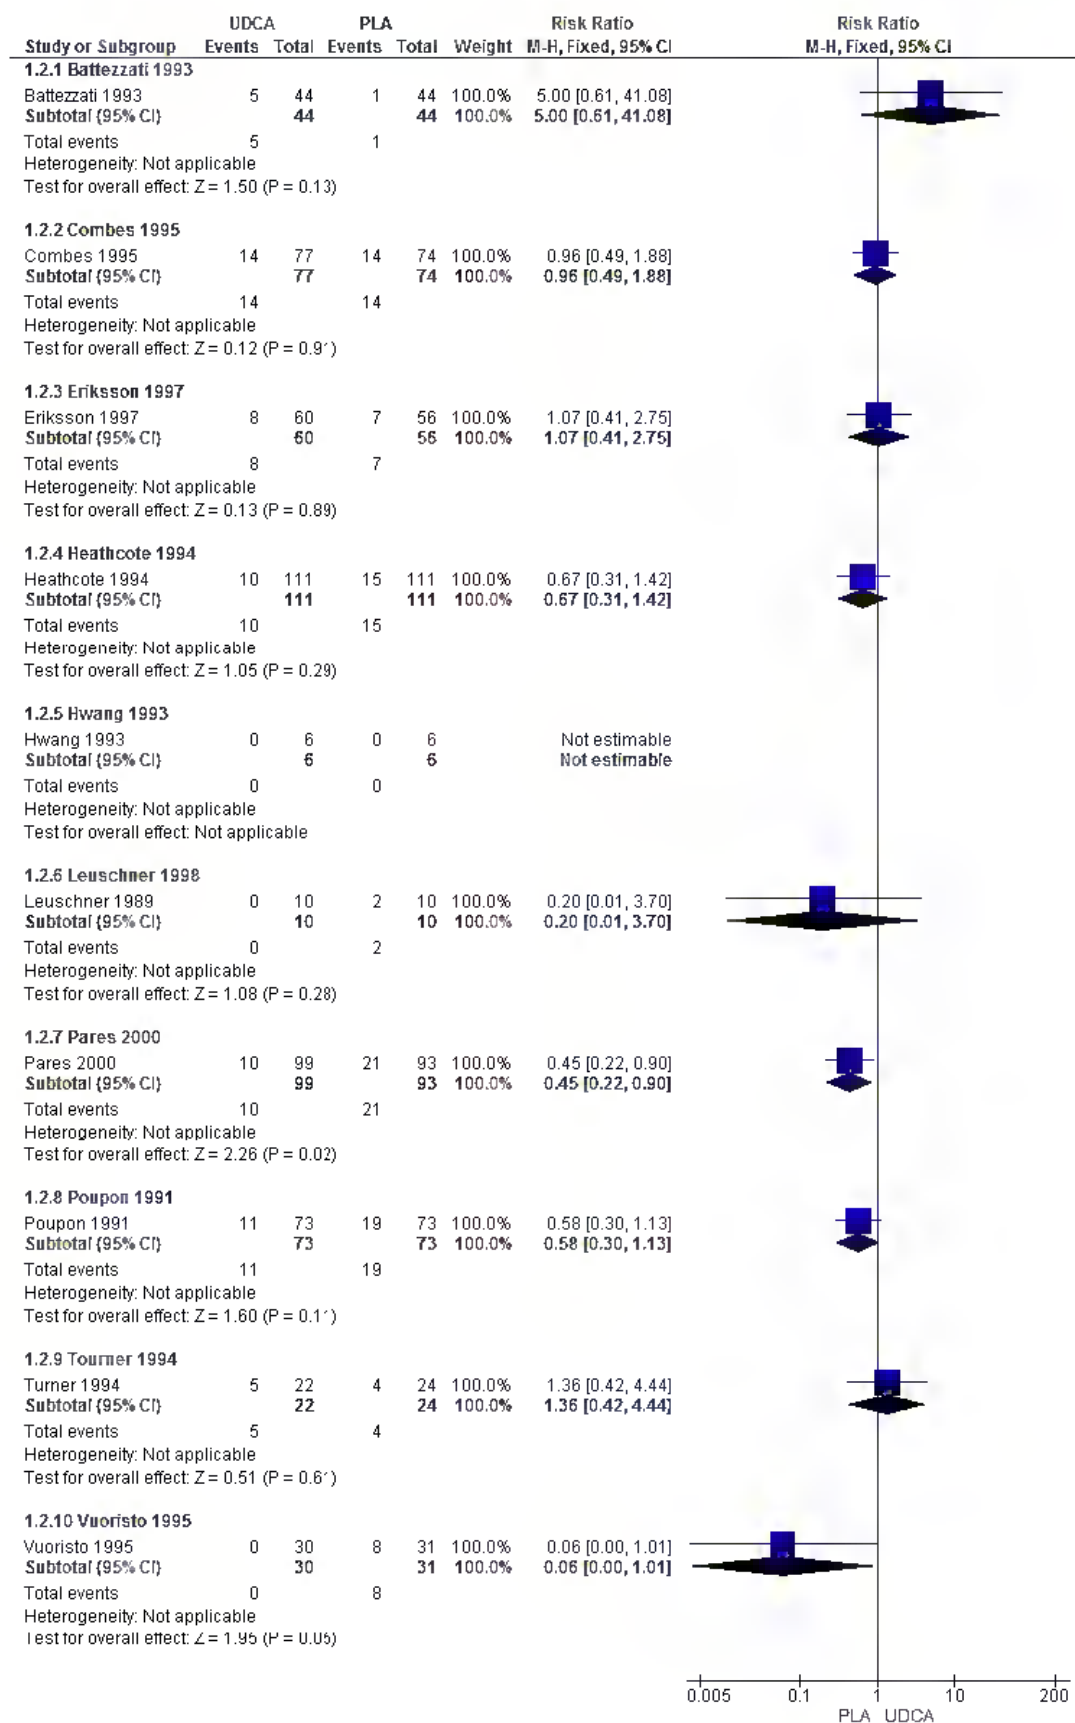 UDCA PLA Risk Ratio Risk Ratio
Study or Subgroup Events Total Events Total Weight M-H, Fixed, 95% CI M-H, Fixed, 95% CI
1.2.1 Battezzati 1993
Battezzati 1993 5 44 1 44 100.0% 5.00 [0.61, 41.08]
Subtotal (95% CI) 44 44 100.0% 5.00 [0.61, 41.08]
Total events 5 1
Heterogeneity: Not applicable
Test for overall effect: Z = 1.50 (P = 0.13)
1.2.2 Combes 1995
Combes 1995 14 77 14 74 100.0% 0.96 [0.49, 1.88]
Subtotal (95% CI) 77 74 100.0% 0.96 [0.49, 1.88]
Total events 14 14
Heterogeneity: Not applicable
Test for overall effect: Z = 0.12 (P = 0.91)
1.2.3 Eriksson 1997
Eriksson 1997 8 60 7 56 100.0% 1.07 [0.41, 2.75]
Subtotal (95% CI) 60 56 100.0% 1.07 [0.41, 2.75]
Total events 8 7
Heterogeneity: Not applicable
Test for overall effect: Z = 0.13 (P = 0.89)
1.2.4 Heathcote 1994
Heathcote 1994 10 111 15 111 100.0% 0.67 [0.31, 1.42]
Subtotal (95% CI) 111 111 100.0% 0.67 [0.31, 1.42]
Total events 10 15
Heterogeneity: Not applicable
Test for overall effect: Z = 1.05 (P = 0.29)
1.2.5 Hwang 1993
Hwang 1993 0 6 0 6 Not estimable
Subtotal (95% CI) 6 6 Not estimable
Total events 0 0
Heterogeneity: Not applicable
Test for overall effect: Not applicable
1.2.6 Leuschner 1998
Leuschner 1989 0 10 2 10 100.0% 0.20 [0.01, 3.70]
Subtotal (95% CI) 10 10 100.0% 0.20 [0.01, 3.70]
Total events 0 2
Heterogeneity: Not applicable
Test for overall effect: Z = 1.08 (P = 0.28)
1.2.7 Pares 2000
Pares 2000 10 99 21 93 100.0% 0.45 [0.22, 0.90]
Subtotal (95% CI) 99 93 100.0% 0.45 [0.22, 0.90]
Total events 10 21
Heterogeneity: Not applicable
Test for overall effect: Z = 2.26 (P = 0.02)
1.2.8 Poupon 1991
Poupon 1991 11 73 19 73 100.0% 0.58 [0.30, 1.13]
Subtotal (95% CI) 73 73 100.0% 0.58 [0.30, 1.13]
Total events 11 19
Heterogeneity: Not applicable
Test for overall effect: Z = 1.60 (P = 0.11)
1.2.9 Tourner 1994
Turner 1994 5 22 4 24 100.0% 1.36 [0.42, 4.44]
Subtotal (95% CI) 22 24 100.0% 1.36 [0.42, 4.44]
Total events 5 4
Heterogeneity: Not applicable
Test for overall effect: Z = 0.51 (P = 0.61)
1.2.10 Vuoristo 1995
Vuoristo 1995 0 30 8 31 100.0% 0.06 [0.00, 1.01]
Subtotal (95% CI) 30 31 100.0% 0.06 [0.00, 1.01]
Total events 0 8
Heterogeneity: Not applicable
Test for overall effect: Z = 1.95 (P = 0.05)
0.005 0.1 1 10 200
PLA UDCA